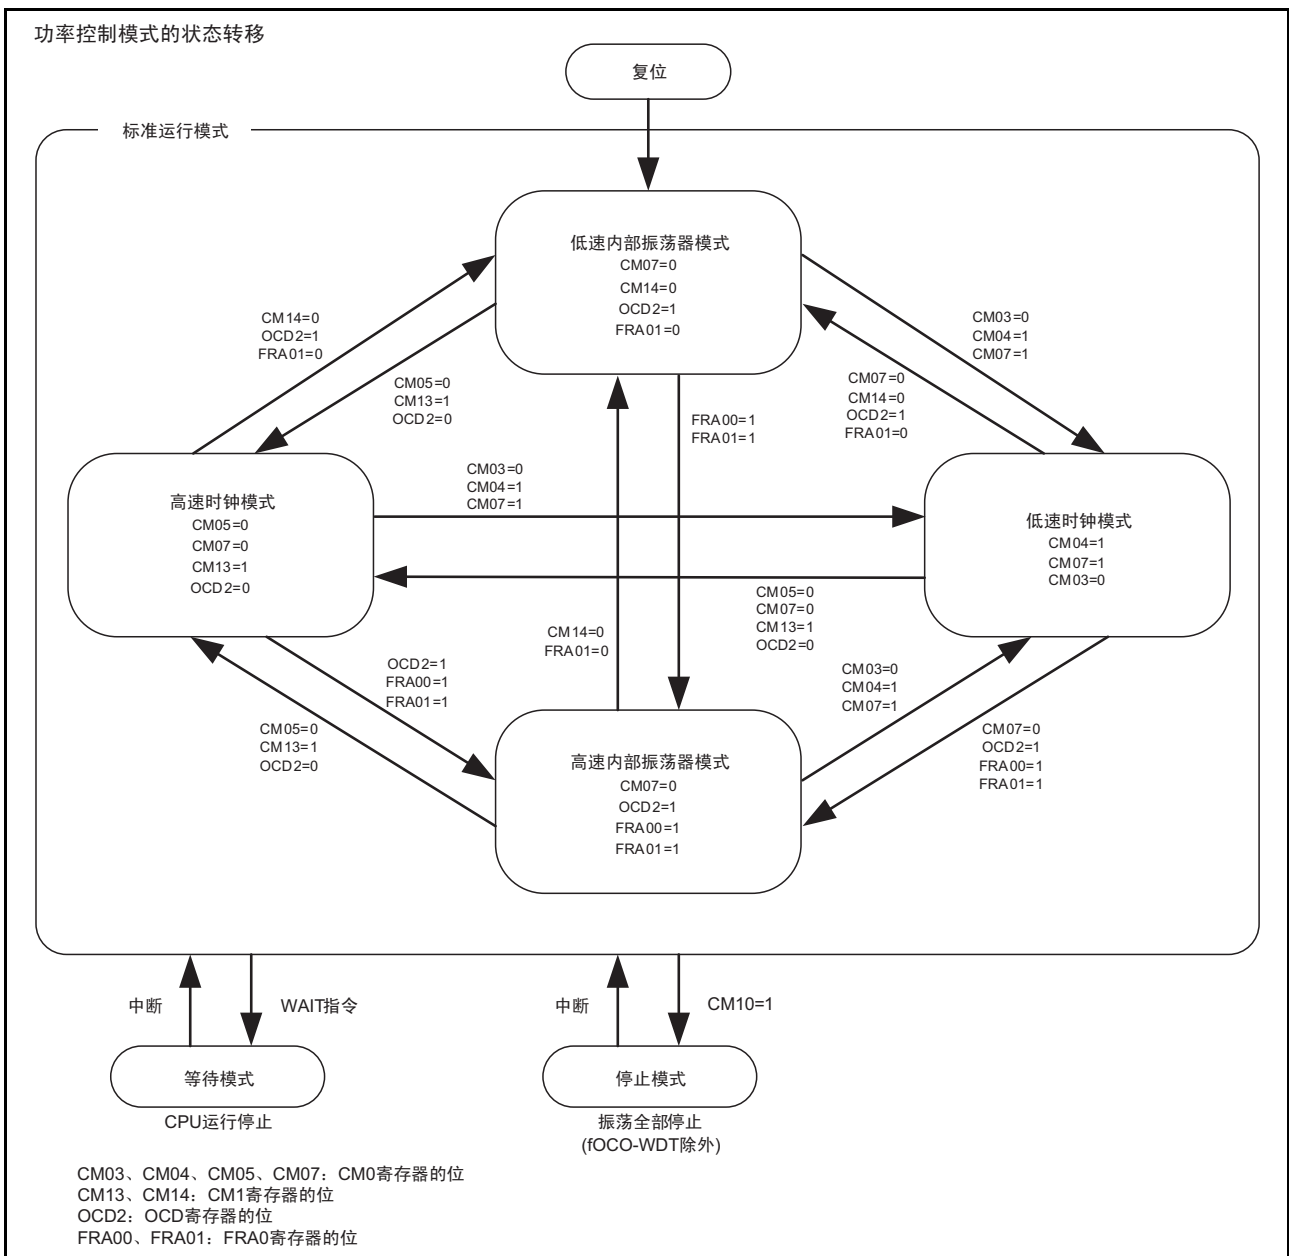 功率控制模式的状态转移
复位
标准运行模式
低速内部振荡器模式
CM07=0
CM14=0
OCD2=1
FRA01=0
CM14=0
OCD2=1
FRA01=0
CM05=0
CM13=1
OCD2=0
CM03=0
CM04=1
CM07=1
CM07=0
CM14=0
OCD2=1
FRA01=0
FRA00=1
FRA01=1
高速时钟模式
CM05=0
CM07=0
CM13=1
OCD2=0
CM03=0
CM04=1
CM07=1
低速时钟模式
CM04=1
CM07=1
CM03=0
CM05=0
CM07=0
CM13=1
OCD2=0
CM14=0
FRA01=0
OCD2=1
FRA00=1
FRA01=1
CM05=0
CM13=1
OCD2=0
CM03=0
CM04=1
CM07=1
CM07=0
OCD2=1
FRA00=1
FRA01=1
高速内部振荡器模式
CM07=0
OCD2=1
FRA00=1
FRA01=1
中断
WAIT指令
中断
CM10=1
等待模式
CPU运行停止
停止模式
振荡全部停止
(fOCO-WDT除外)
CM03、CM04、CM05、CM07：CM0寄存器的位
CM13、CM14：CM1寄存器的位
OCD2：OCD寄存器的位
FRA00、FRA01：FRA0寄存器的位